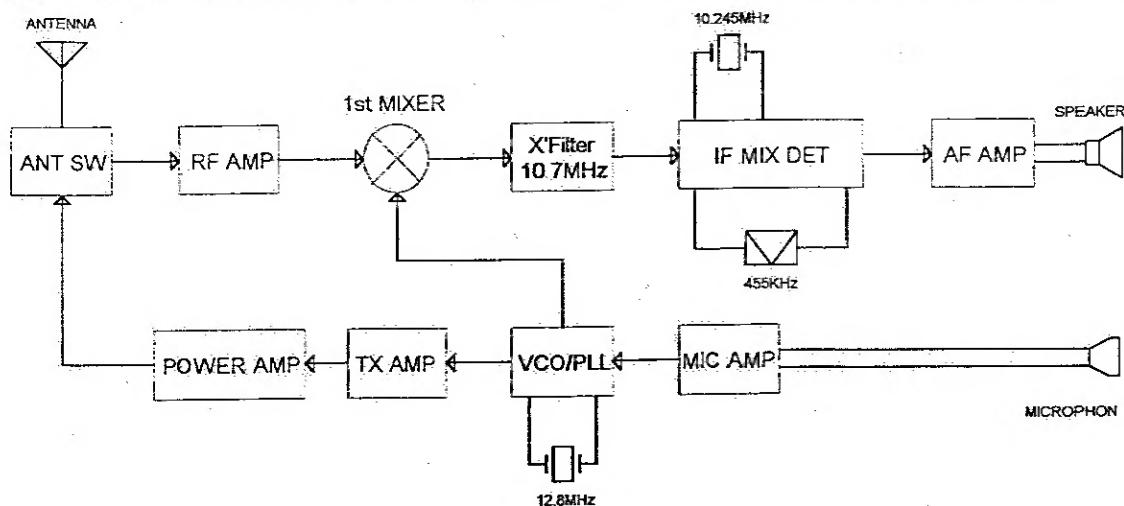 ANTENNA
10.245MHz
1st MIXER
SPEAKER
ANT SW
RF AMP
X'Filter
10.7MHz
IF MIX DET
AF AMP
455KHz
POWER AMP
TX AMP
VCO/PLL
MIC AMP
MICROPHON
12.8MHz